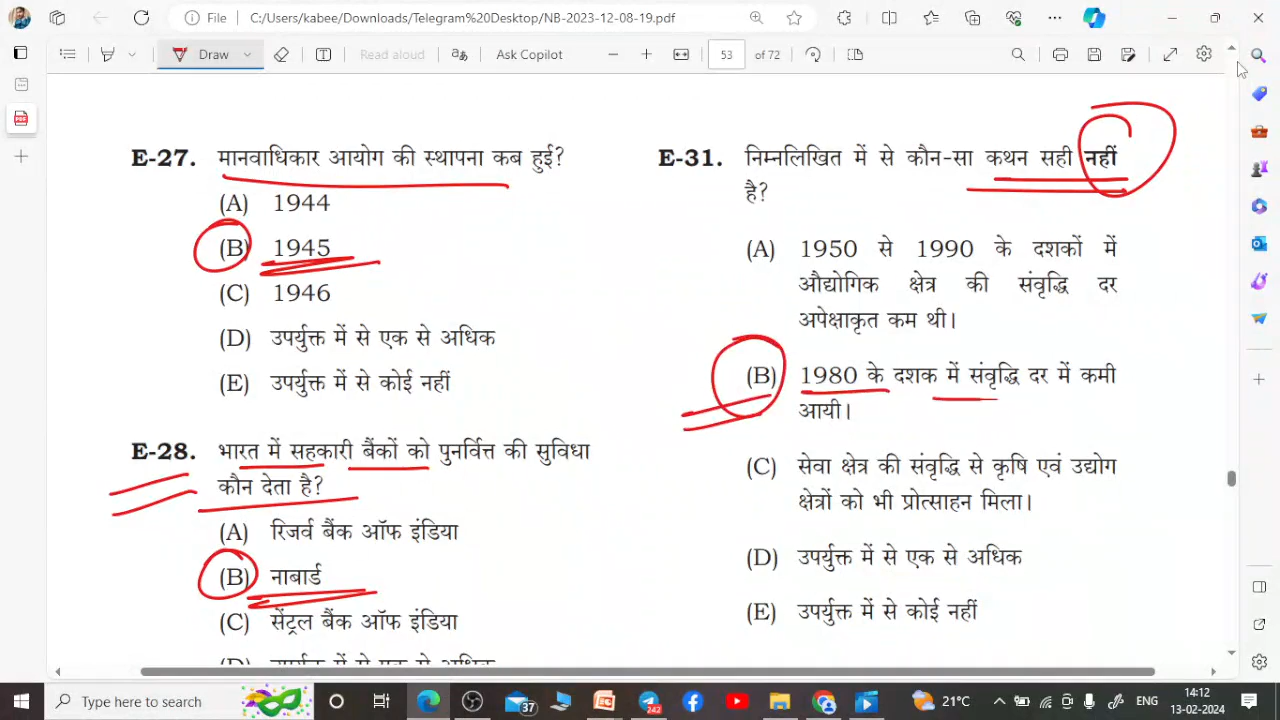 File
C:/Users/kabee/Downloads/Telegram%20Desktop/NB-2023-12-08-19.pdf
Draw
Read aloud
Ask Copilot
53 of 72
E-27. मानवाधिकार आयोग की स्थापना कब हुई?
(A) 1944
(B) 1945
(C) 1946
(D) उपर्युक्त में से एक से अधिक
(E) उपर्युक्त में से कोई नहीं
E-28. भारत में सहकारी बैंकों को पुनर्वित्त की सुविधा
कौन देता है?
(A) रिजर्व बैंक ऑफ इंडिया
(B) नाबार्ड
(C) सेंट्रल बैंक ऑफ इंडिया
(D) उपर्युक्त में से एक से अधिक
E-31. निम्नलिखित में से कौन-सा कथन सही नहीं
है?
(A) 1950 से 1990 के दशकों में
औद्योगिक क्षेत्र की संवृद्धि दर
अपेक्षाकृत कम थी।
(B) 1980 के दशक में संवृद्धि दर में कमी
आयी।
(C) सेवा क्षेत्र की संवृद्धि से कृषि एवं उद्योग
क्षेत्रों को भी प्रोत्साहन मिला।
(D) उपर्युक्त में से एक से अधिक
(E) उपर्युक्त में से कोई नहीं
Type here to search
37
242
21°C
ENG
14:12
13-02-2024